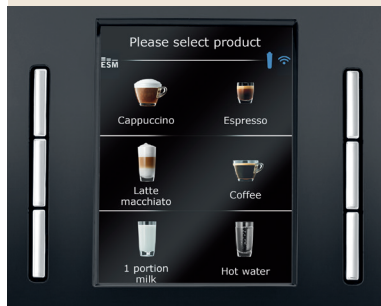 Please select product
ESM
Cappuccino Espresso
Latte
macchiato
Coffee
1 portion
milk
Hot water